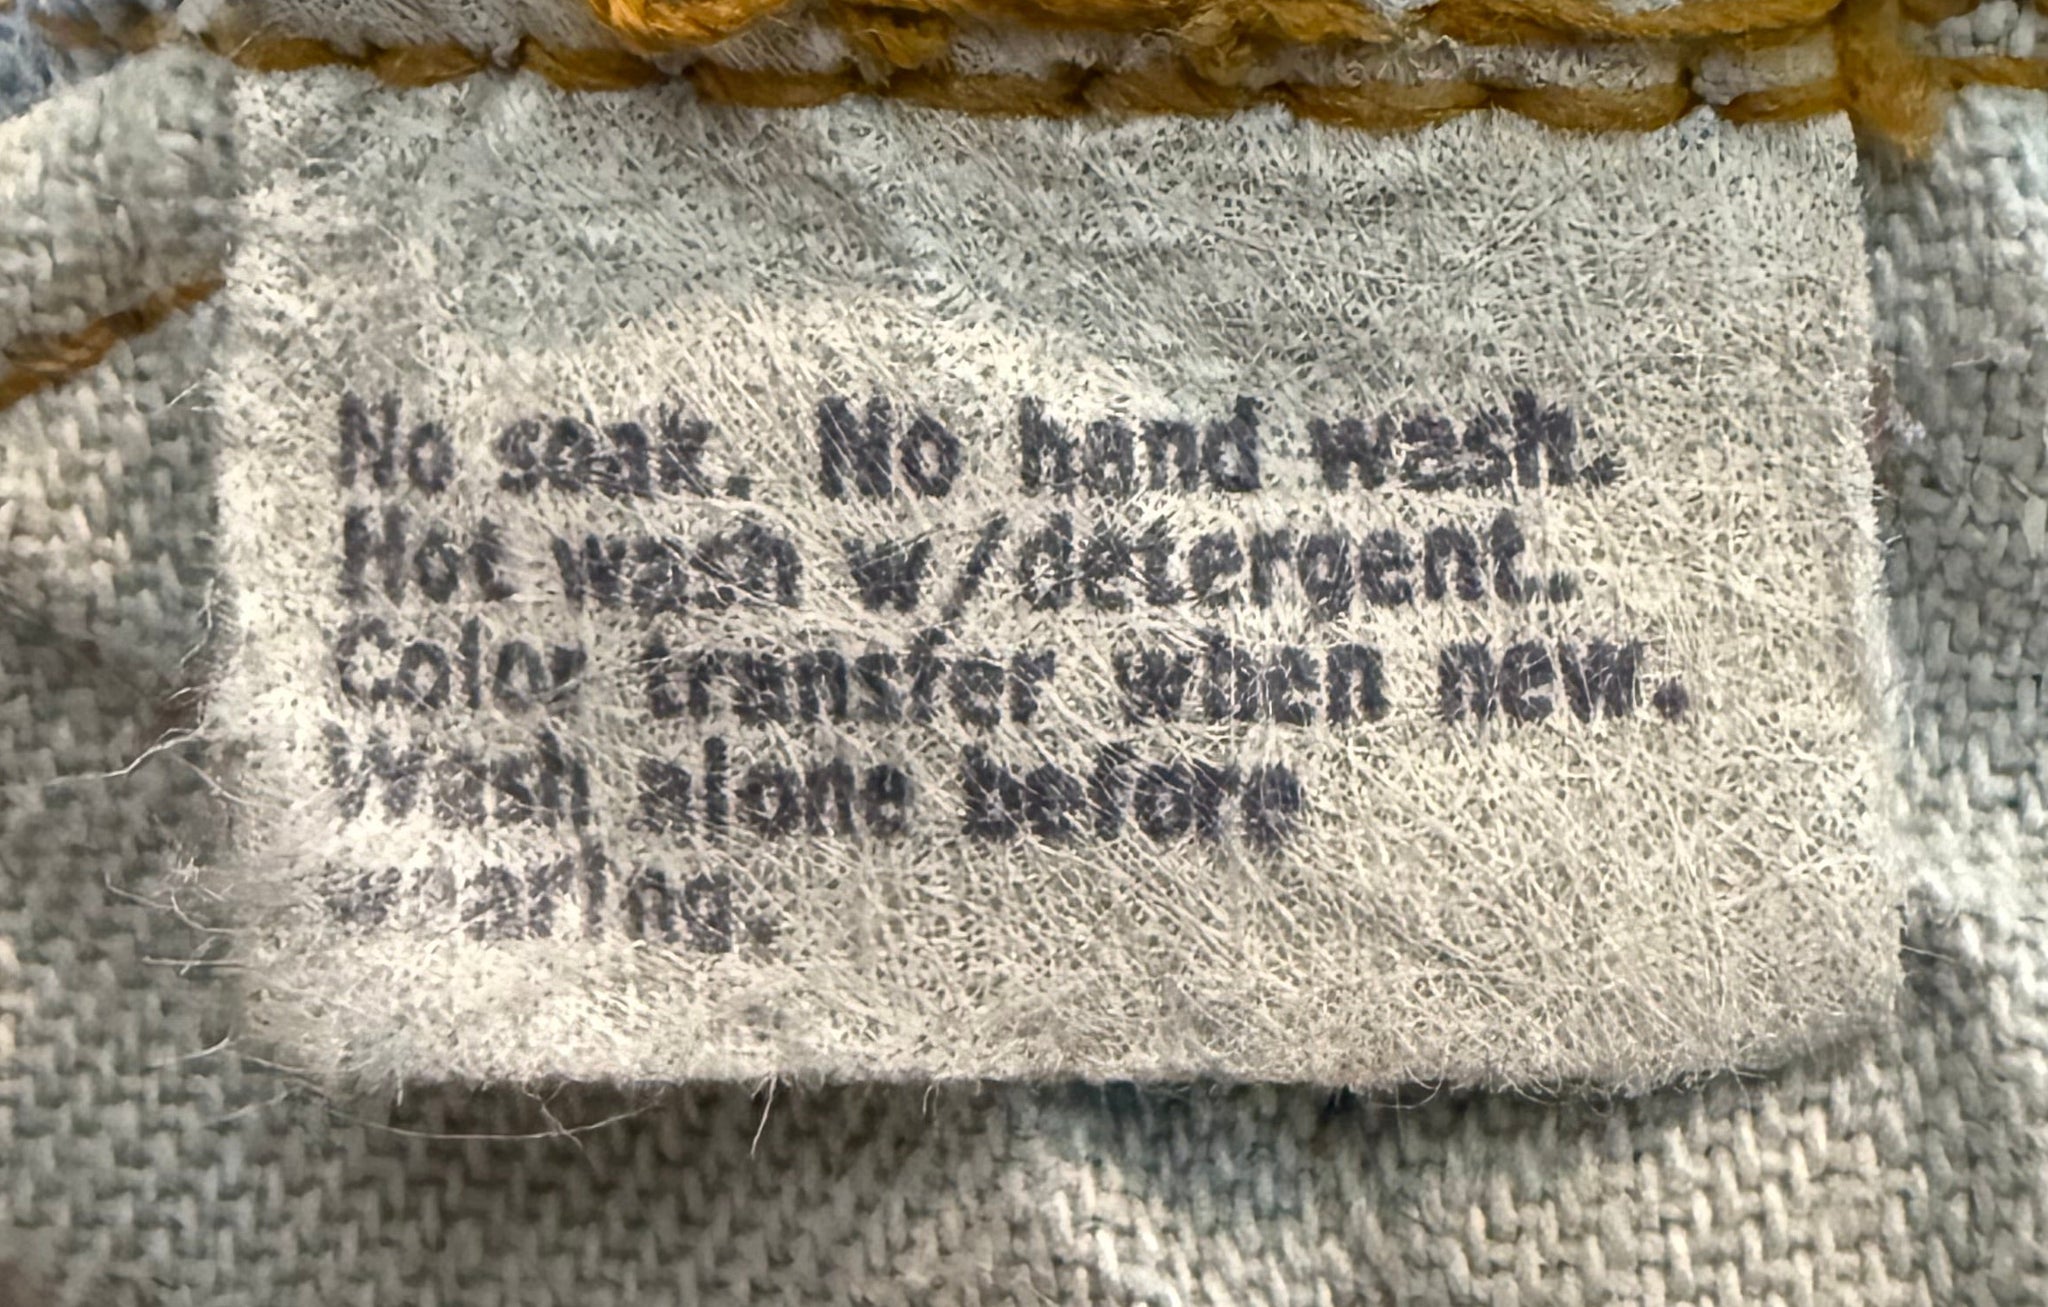 No soak. No hand wash.
Hot wash w/detergent.
Color transfer when new.
Wash alone before
wearing.